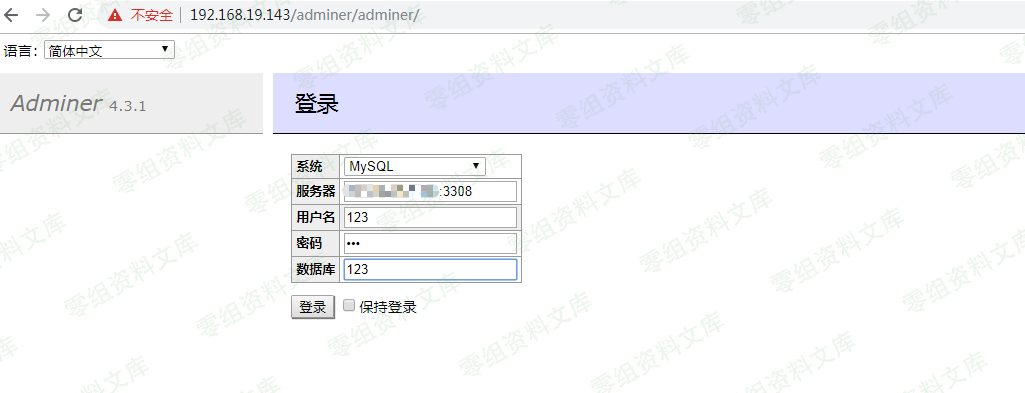 不安全 | 192.168.19.143/adminer/adminer/
语言: 简体中文
Adminer 4.3.1
登录
系统 MySQL
服务器 :3308
用户名 123
密码 •••
数据库 123
登录 保持登录
零组资料文库